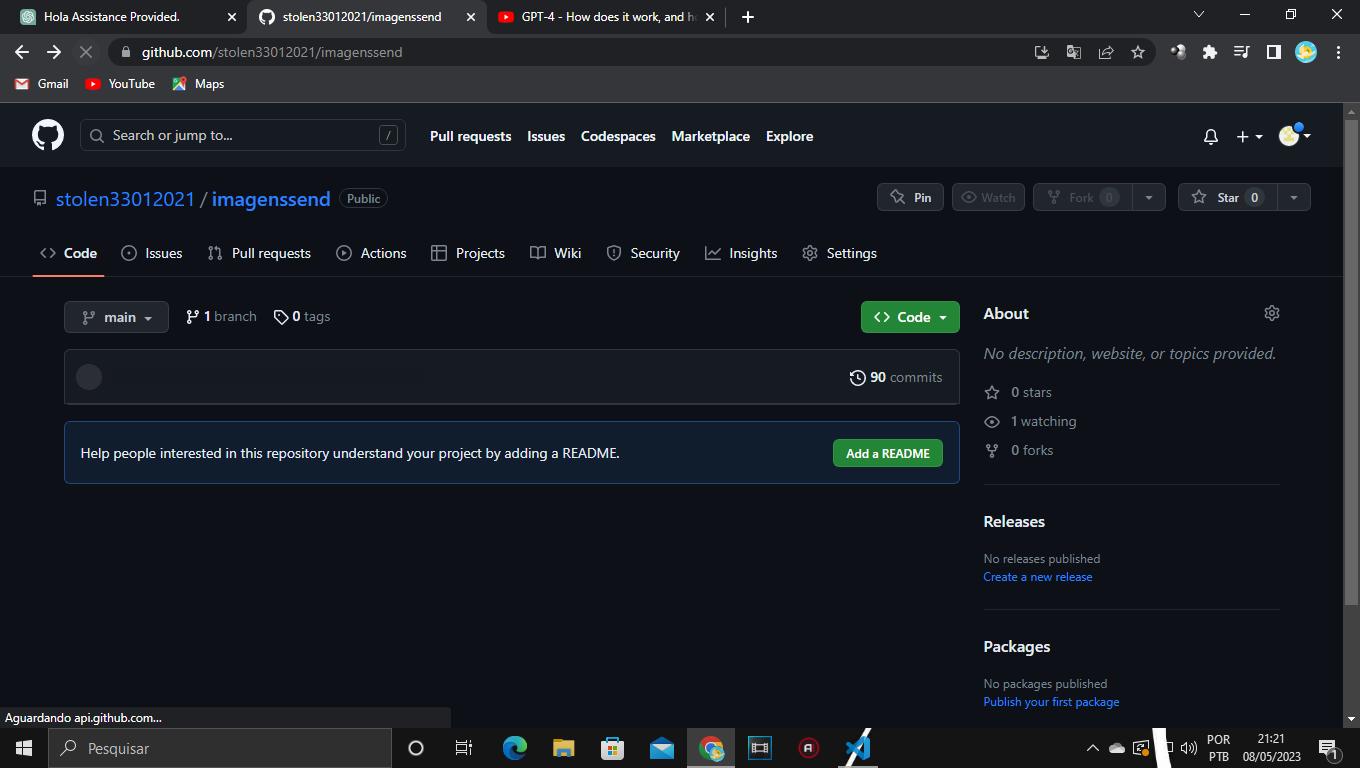 Hola Assistance Provided.
stolen33012021/imagenssend
GPT-4 - How does it work, and h
github.com/stolen33012021/imagenssend
Gmail
YouTube
Maps
Search or jump to...
/
Pull requests
Issues
Codespaces
Marketplace
Explore
stolen33012021 / imagenssend
Public
Pin
Watch
Fork 0
Star 0
Code
Issues
Pull requests
Actions
Projects
Wiki
Security
Insights
Settings
main
1 branch
0 tags
Code
About
No description, website, or topics provided.
90 commits
0 stars
1 watching
0 forks
Help people interested in this repository understand your project by adding a README.
Add a README
Releases
No releases published
Create a new release
Packages
No packages published
Publish your first package
Aguardando api.github.com...
Pesquisar
POR
PTB
21:21
08/05/2023
1